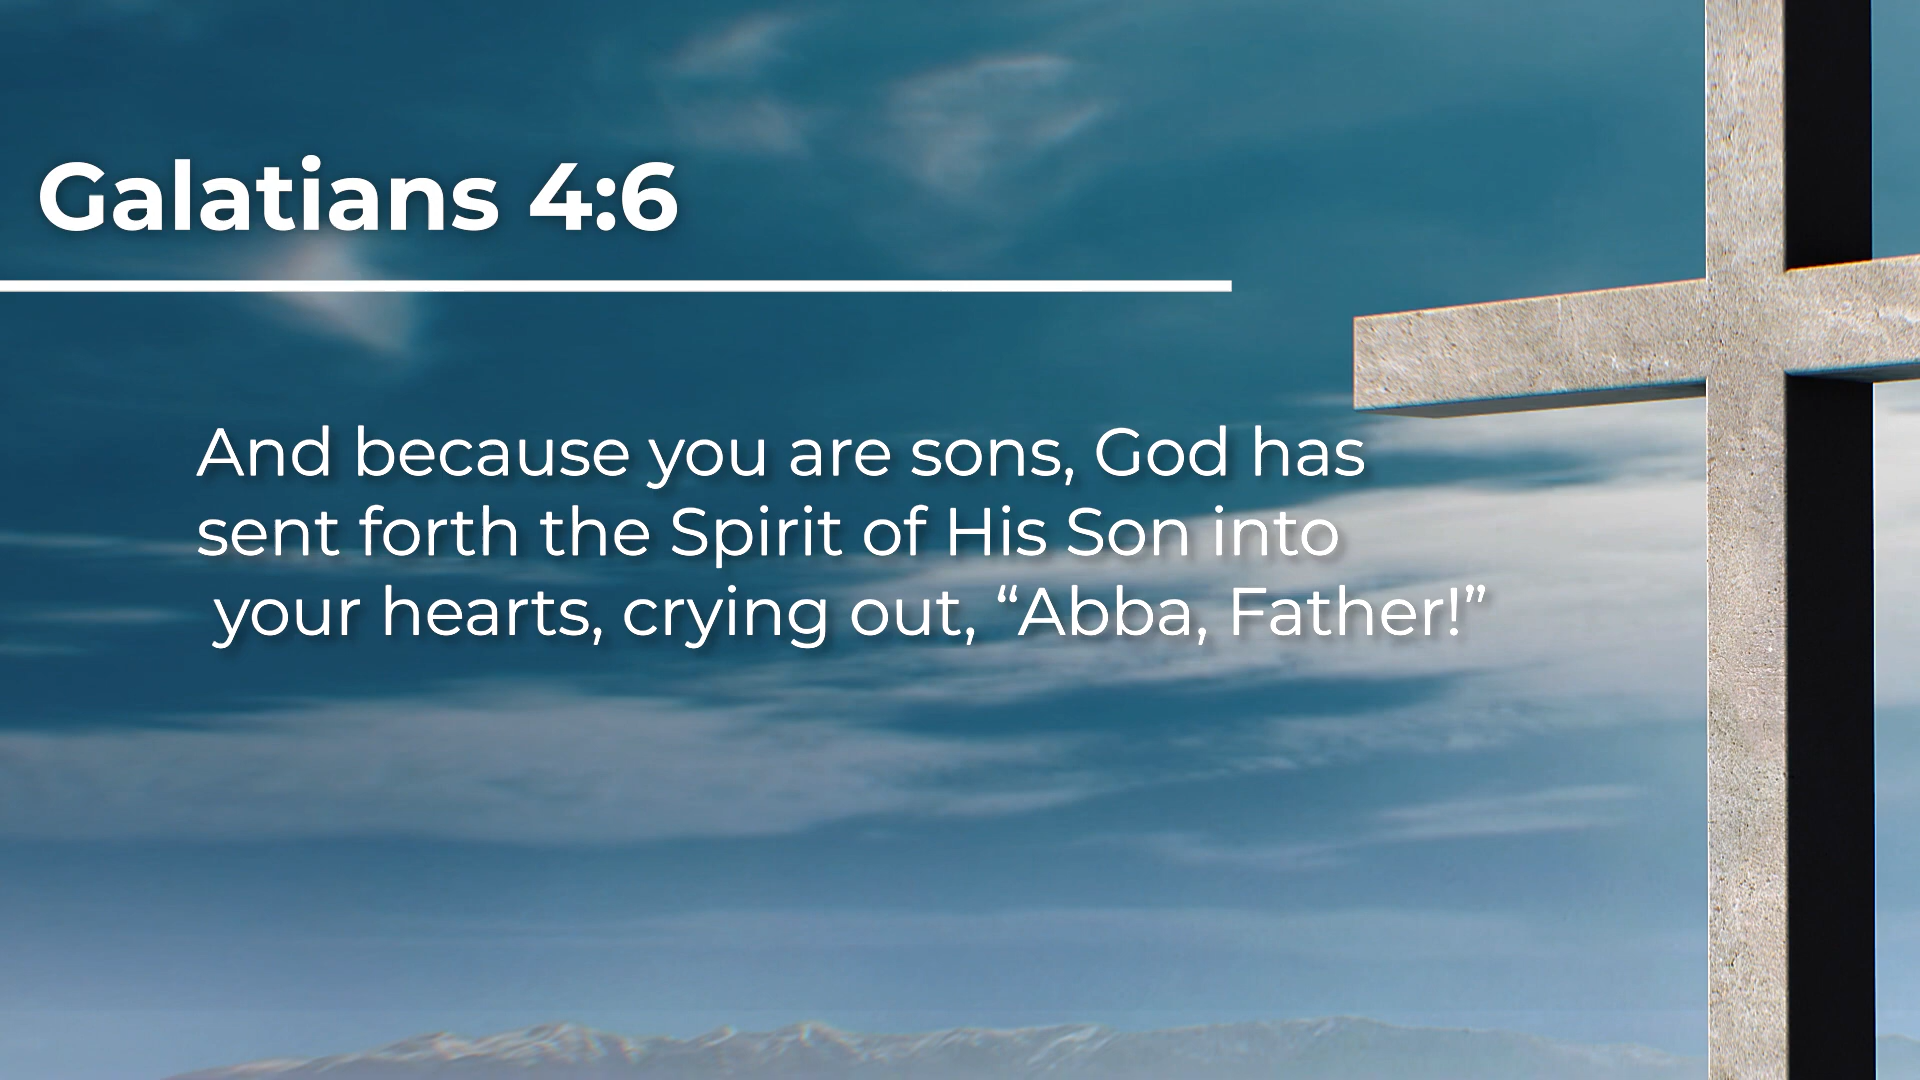 Galatians 4:6
And because you are sons, God has
sent forth the Spirit of His Son into
your hearts, crying out, “Abba, Father!”